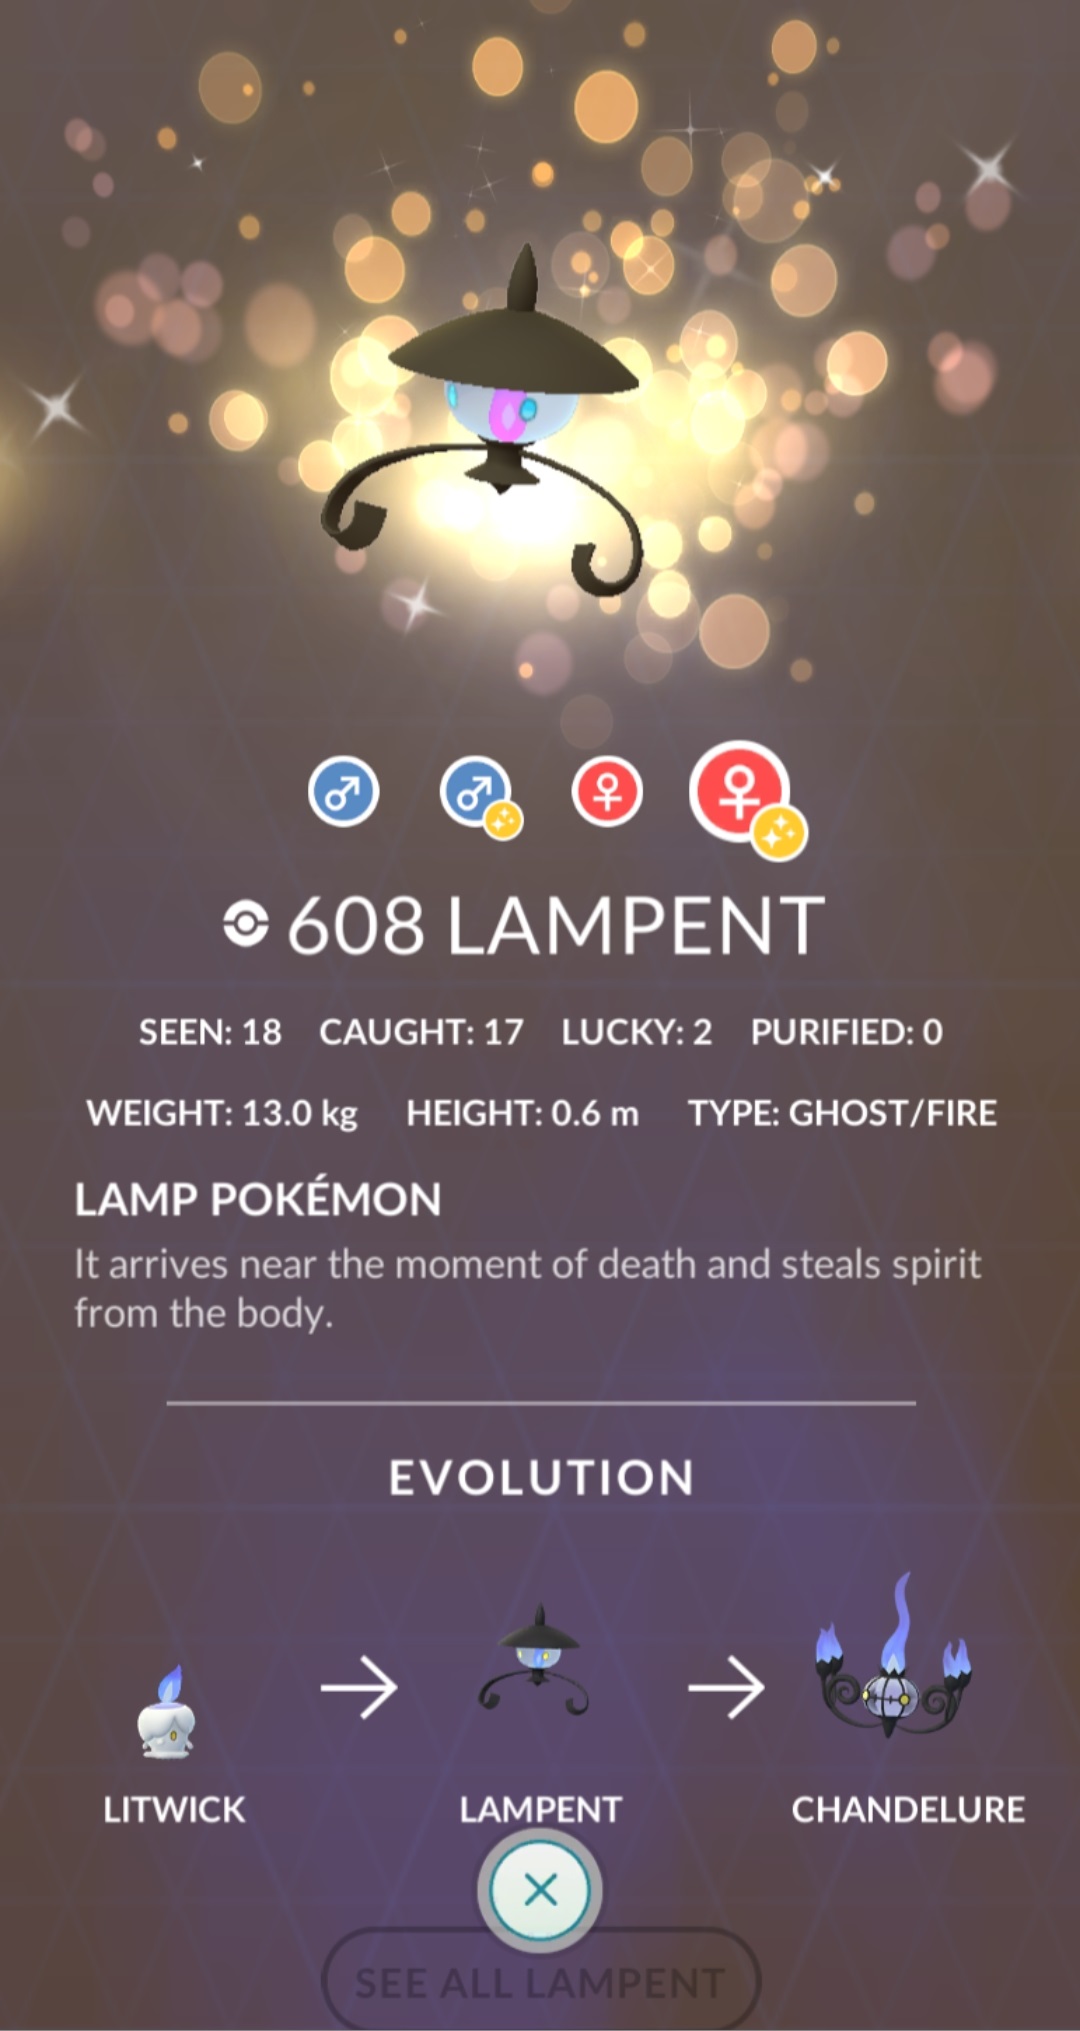 608 LAMPENT
SEEN: 18 CAUGHT: 17 LUCKY: 2 PURIFIED: 0
WEIGHT: 13.0 kg HEIGHT: 0.6 m TYPE: GHOST/FIRE
LAMP POKÉMON
It arrives near the moment of death and steals spirit
from the body.
EVOLUTION
LITWICK LAMPENT CHANDELURE
SEE ALL LAMPENT